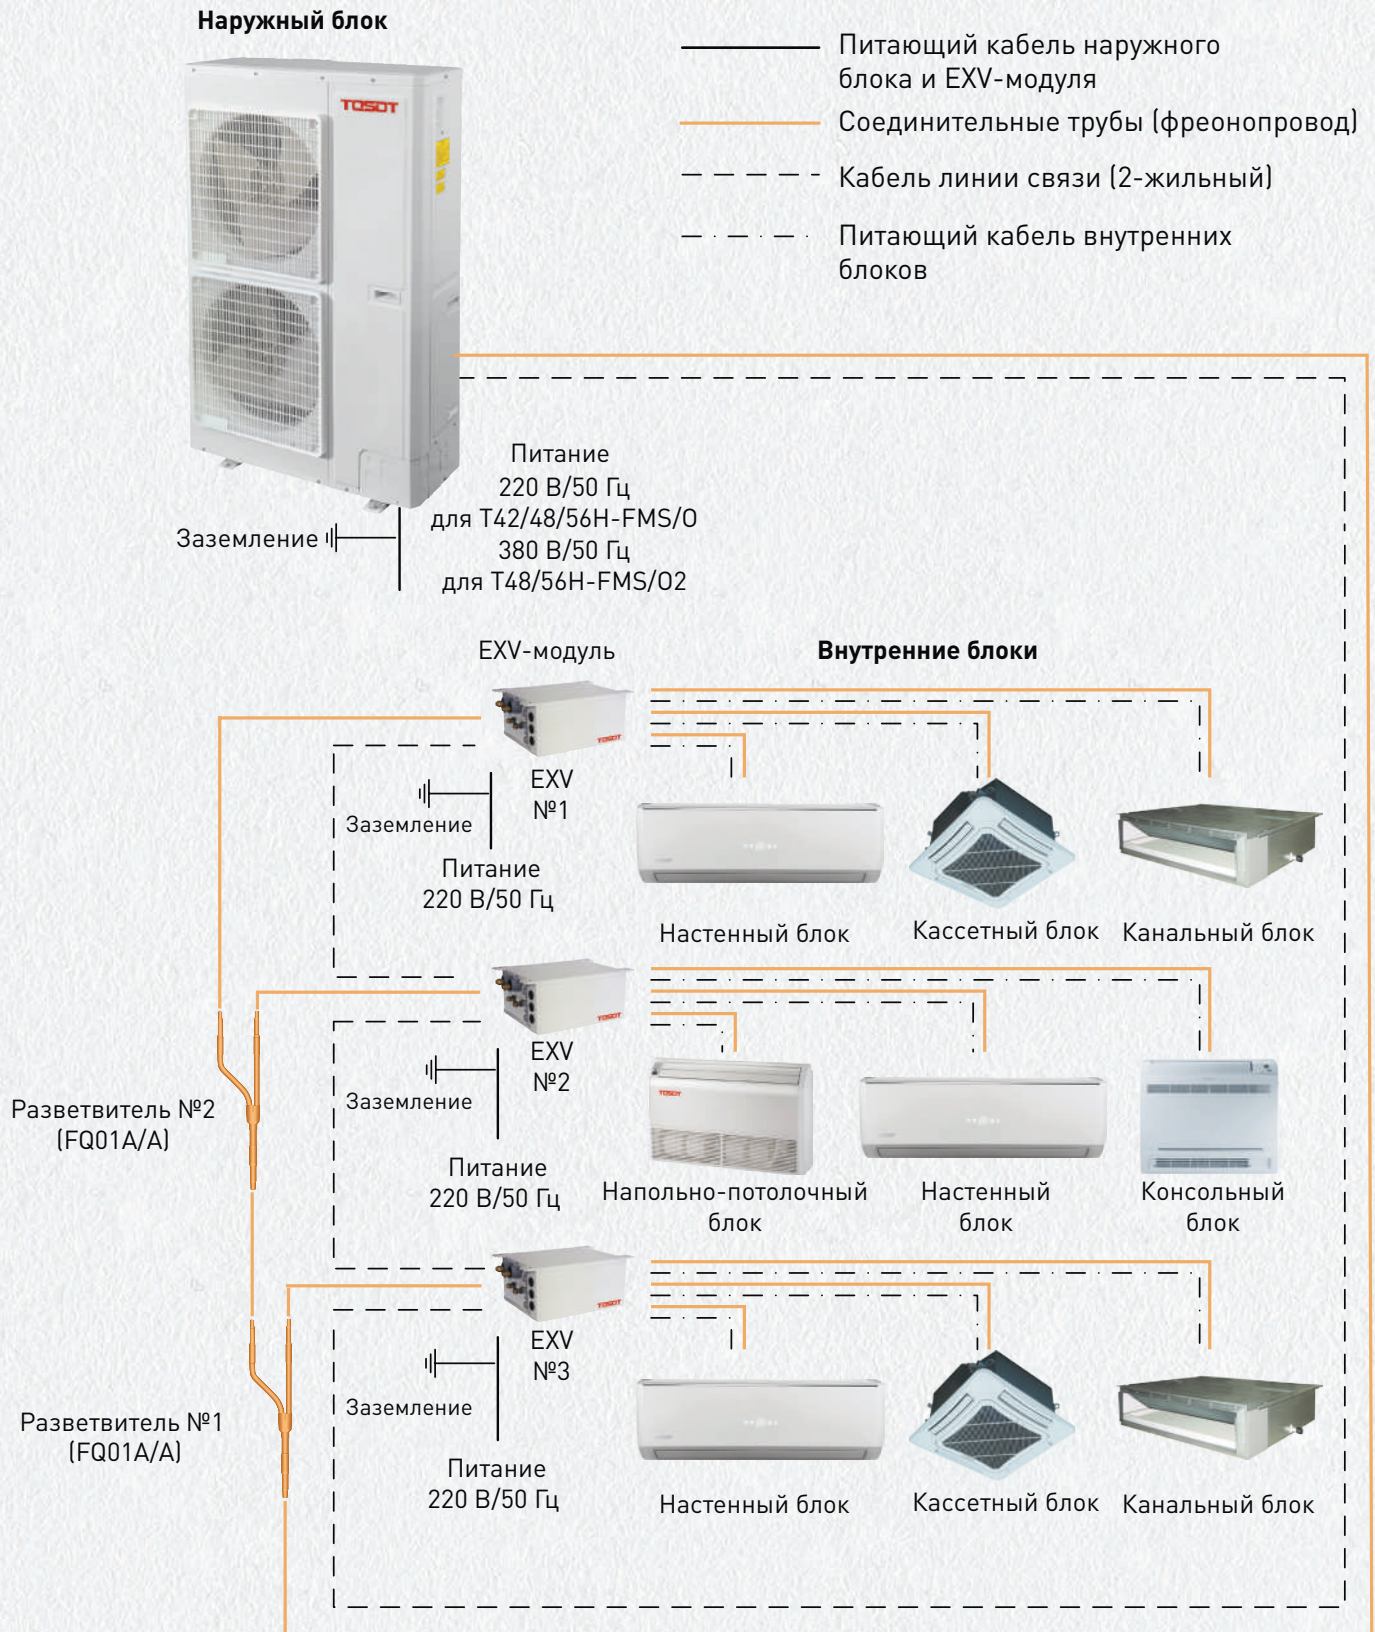 Наружный блок
TOSOT
Питающий кабель наружного
блока и EXV-модуля
Соединительные трубы (фреонопровод)
Кабель линии связи (2-жильный)
Питающий кабель внутренних
блоков
Питание
220 В/50 Гц
для T42/48/56H-FMS/O
380 В/50 Гц
для T48/56H-FMS/O2
Заземление
EXV-модуль
Внутренние блоки
TOSOT
EXV
№1
Заземление
Питание
220 В/50 Гц
Настенный блок
Кассетный блок
Канальный блок
TOSOT
EXV
№2
Заземление
Питание
220 В/50 Гц
TOSOT
Разветвитель №2
(FQ01A/A)
Напольно-потолочный
блок
Настенный
блок
Консольный
блок
TOSOT
EXV
№3
Заземление
Питание
220 В/50 Гц
Разветвитель №1
(FQ01A/A)
Настенный блок
Кассетный блок
Канальный блок